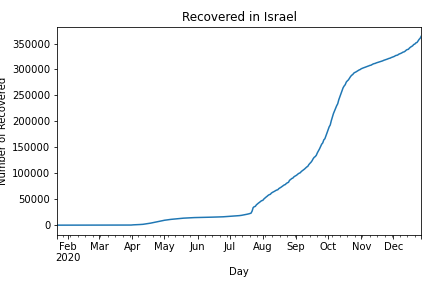 Recovered in Israel
Number of Recovered
350000
300000
250000
200000
150000
100000
50000
0
Feb Mar Apr May Jun Jul Aug Sep Oct Nov Dec
2020
Day